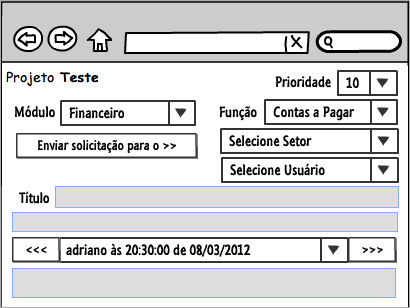 Projeto Teste
Prioridade 10
Módulo Financeiro
Função Contas a Pagar
Enviar solicitação para o >>
Selecione Setor
Selecione Usuário
Título
<<< adriano às 20:30:00 de 08/03/2012 >>>